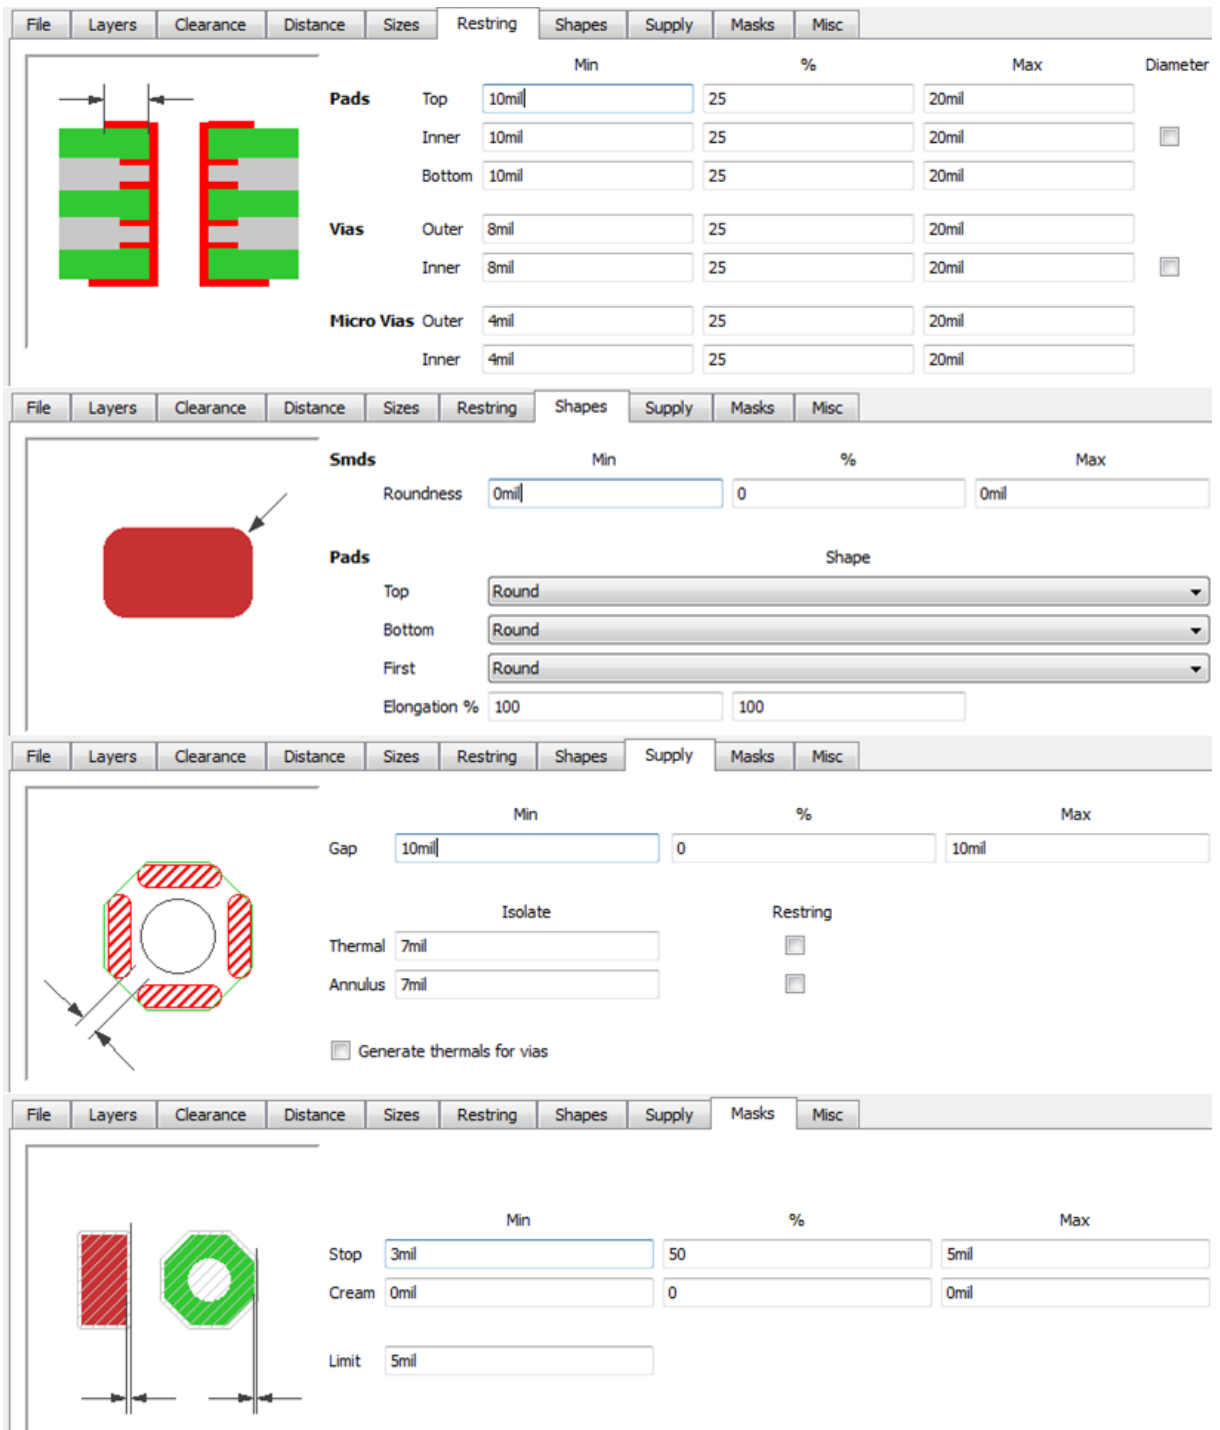 File Layers Clearance Distance Sizes Restring Shapes Supply Masks Misc
Min % Max Diameter
Pads Top 10mil 25 20mil
Inner 10mil 25 20mil
Bottom 10mil 25 20mil
Vias Outer 8mil 25 20mil
Inner 8mil 25 20mil
Micro Vias Outer 4mil 25 20mil
Inner 4mil 25 20mil
File Layers Clearance Distance Sizes Restring Shapes Supply Masks Misc
Smds Min % Max
Roundness 0mil 0 0mil
Pads Shape
Top Round
Bottom Round
First Round
Elongation % 100 100
File Layers Clearance Distance Sizes Restring Shapes Supply Masks Misc
Min % Max
Gap 10mil 0 10mil
Isolate Restring
Thermal 7mil
Annulus 7mil
Generate thermals for vias
File Layers Clearance Distance Sizes Restring Shapes Supply Masks Misc
Min % Max
Stop 3mil 50 5mil
Cream 0mil 0 0mil
Limit 5mil